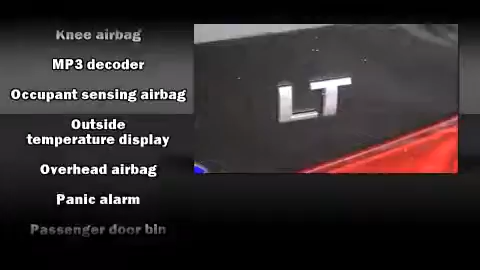 Knee airbag
MP3 decoder
Occupant sensing airbag
Outside
temperature display
Overhead airbag
Panic alarm
Passenger door bin
LT